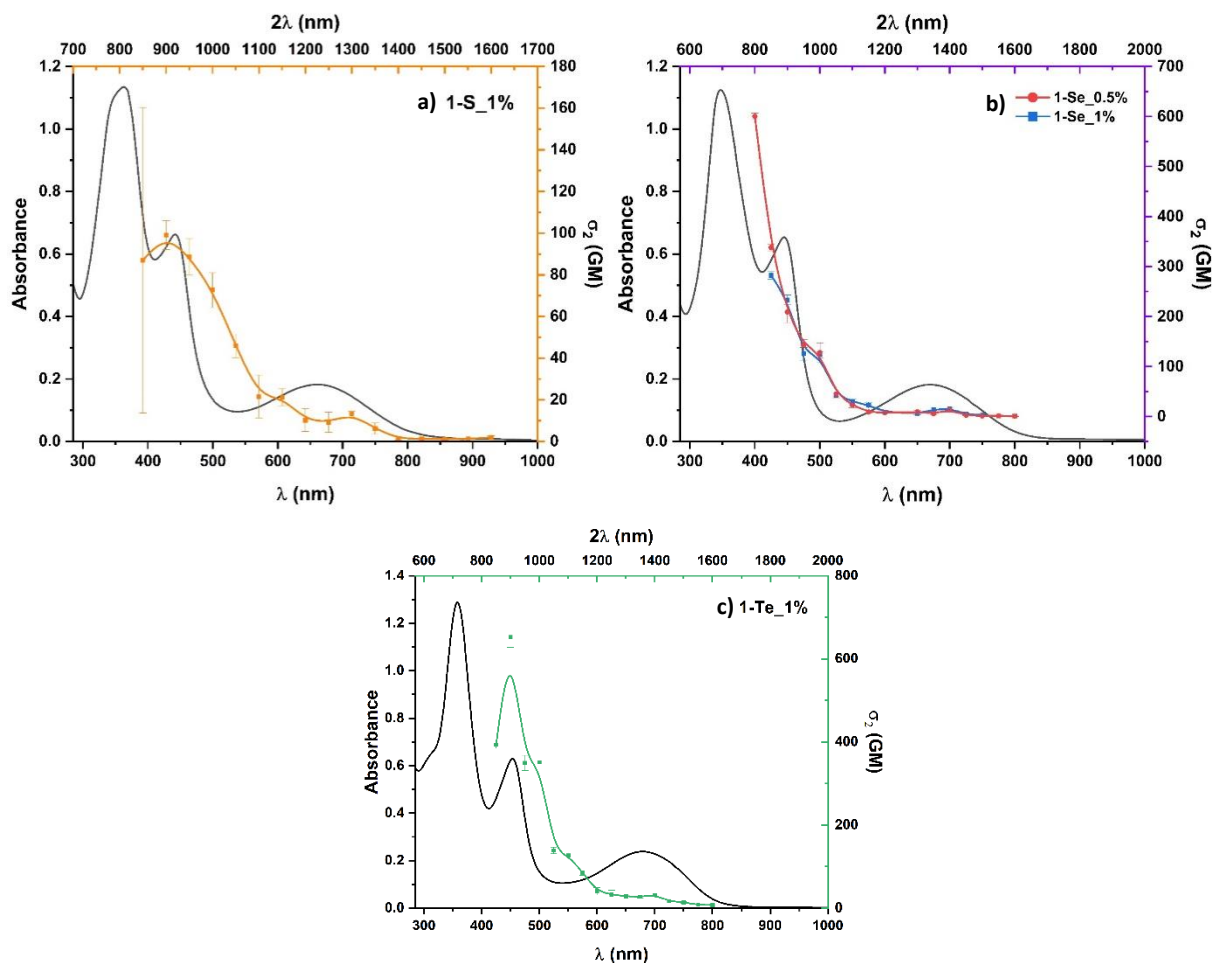 2λ (nm)
700 800 900 1000 1100 1200 1300 1400 1500 1600 1700
1.2
1.0
0.8
0.6
0.4
0.2
0.0
Absorbance
a) 1-S_1%
180
160
140
120
100
80
60
40
20
0
σ2 (GM)
300 400 500 600 700 800 900 1000
λ (nm)
2λ (nm)
600 800 1000 1200 1400 1600 1800 2000
1.2
1.0
0.8
0.6
0.4
0.2
0.0
Absorbance
b)
1-Se_0.5%
1-Se_1%
700
600
500
400
300
200
100
0
σ2 (GM)
300 400 500 600 700 800 900 1000
λ (nm)
2λ (nm)
600 800 1000 1200 1400 1600 1800 2000
1.4
1.2
1.0
0.8
0.6
0.4
0.2
0.0
Absorbance
c) 1-Te_1%
800
600
400
200
0
σ2 (GM)
300 400 500 600 700 800 900 1000
λ (nm)